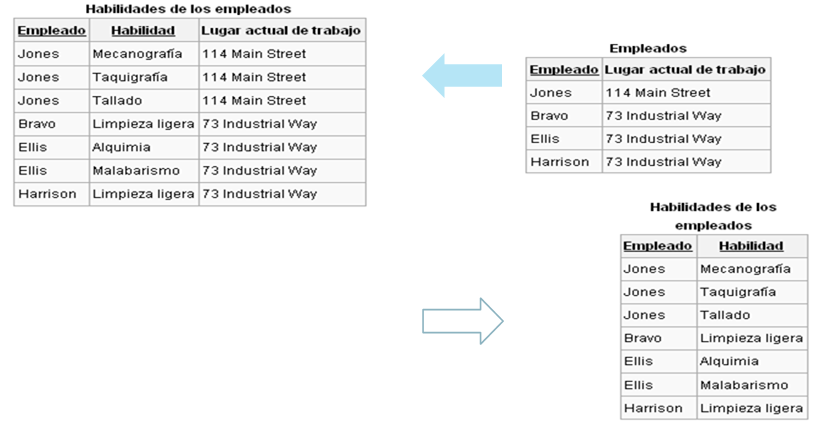 Habilidades de los empleados
Empleado Habilidad Lugar actual de trabajo
Jones Mecanografía 114 Main Street
Jones Taquigrafía 114 Main Street
Jones Tallado 114 Main Street
Bravo Limpieza ligera 73 Industrial Way
Ellis Alquimia 73 Industrial Way
Ellis Malabarismo 73 Industrial Way
Harrison Limpieza ligera 73 Industrial Way
Empleados
Empleado Lugar actual de trabajo
Jones 114 Main Street
Bravo 73 Industrial Way
Ellis 73 Industrial Way
Harrison 73 Industrial Way
Habilidades de los
empleados
Empleado Habilidad
Jones Mecanografía
Jones Taquigrafía
Jones Tallado
Bravo Limpieza ligera
Ellis Alquimia
Ellis Malabarismo
Harrison Limpieza ligera